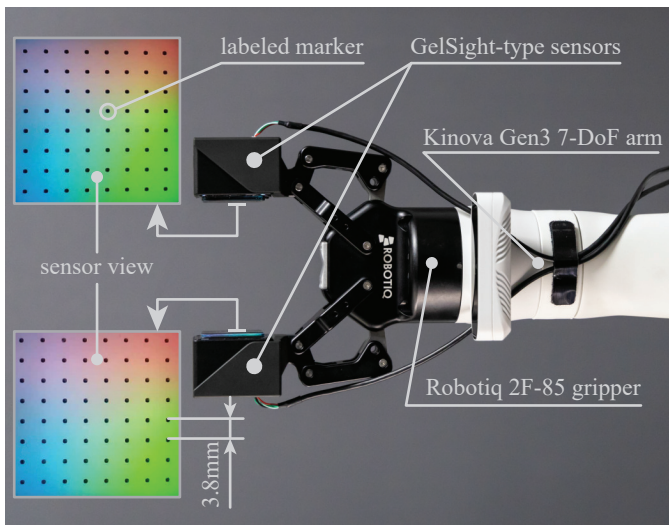 labeled marker
GelSight-type sensors
Kinova Gen3 7-DoF arm
sensor view
ROBOTIQ
Robotiq 2F-85 gripper
3.8mm